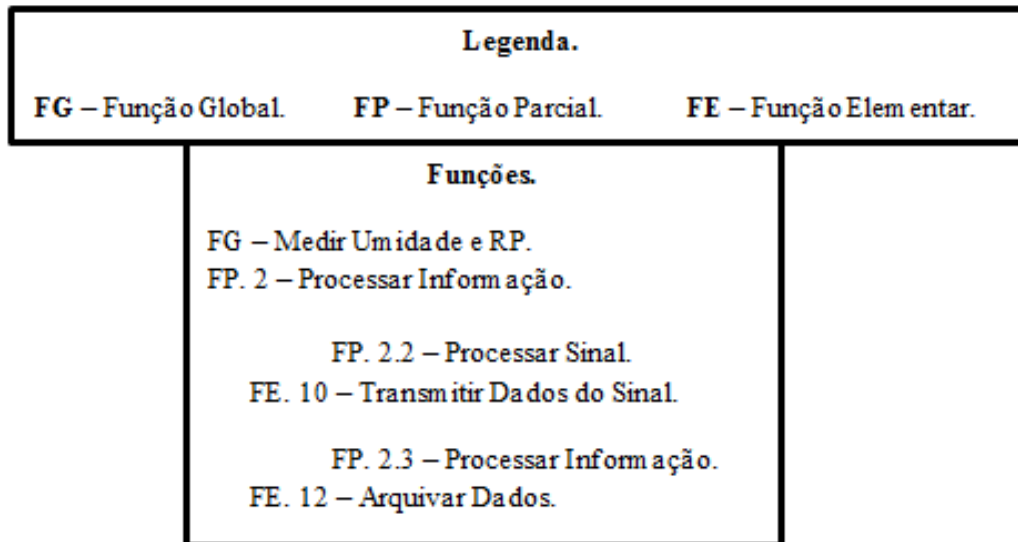 Legenda.
FG – Função Global. FP – Função Parcial. FE – Função Elementar.
Funções.
FG – Medir Umidade e RP.
FP. 2 – Processar Informação.
FP. 2.2 – Processar Sinal.
FE. 10 – Transmitir Dados do Sinal.
FP. 2.3 – Processar Informação.
FE. 12 – Arquivar Dados.